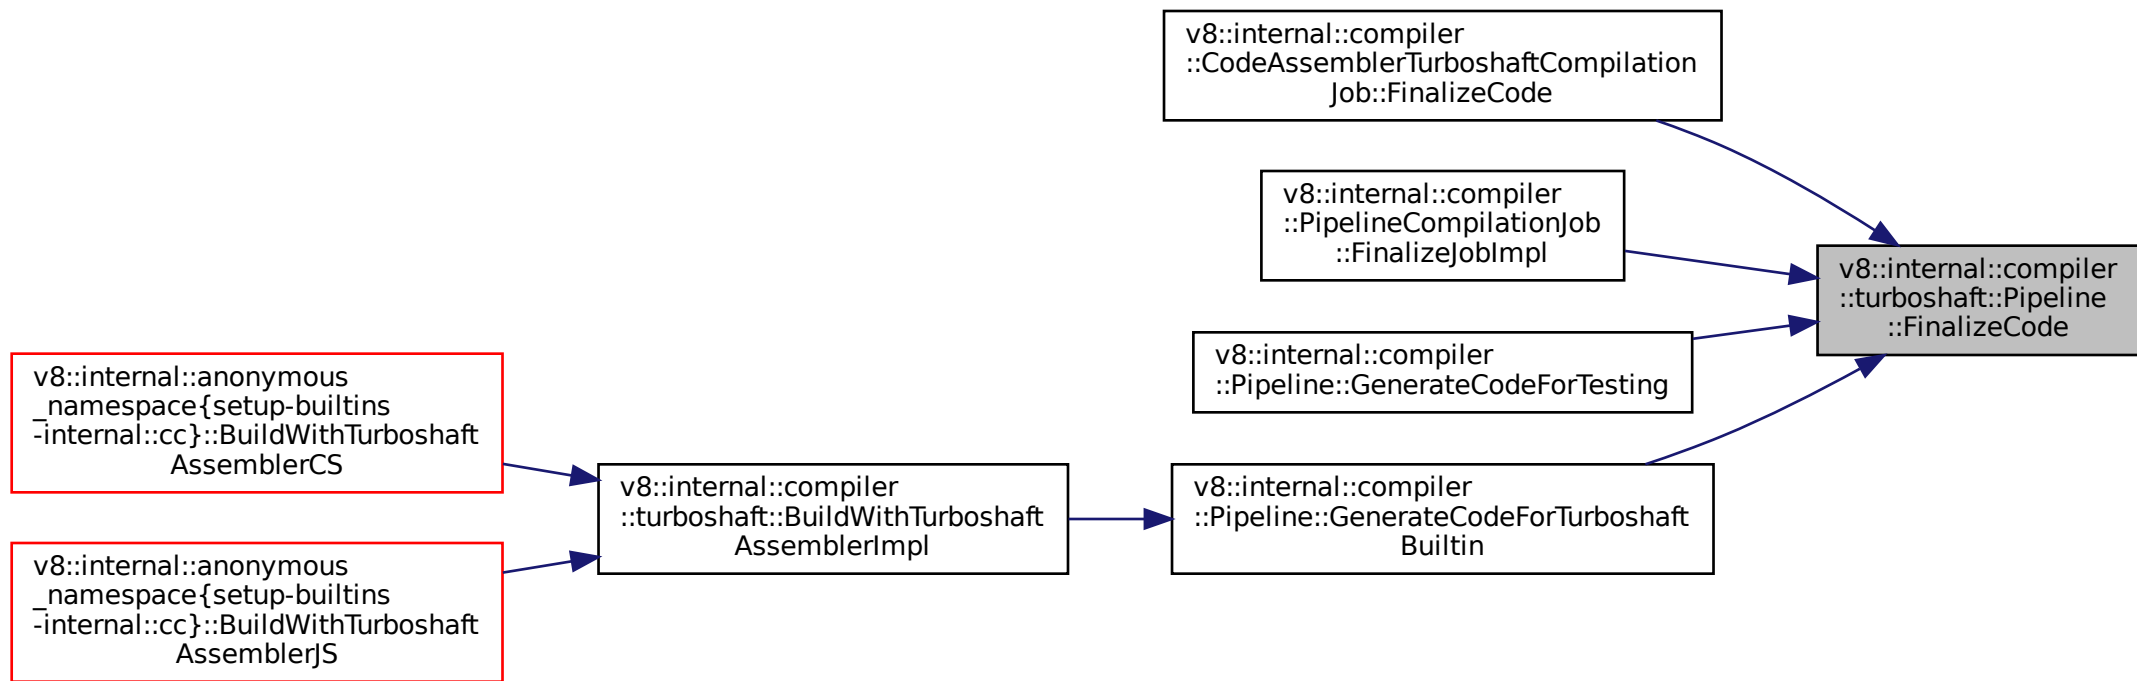 v8::internal::compiler
::CodeAssemblerTurboshaftCompilation
Job::FinalizeCode
v8::internal::compiler
::PipelineCompilationJob
::FinalizeJobImpl
v8::internal::compiler
::turboshaft::Pipeline
::FinalizeCode
v8::internal::compiler
::Pipeline::GenerateCodeForTesting
v8::internal::anonymous
_namespace{setup-builtins
-internal::cc}::BuildWithTurboshaft
AssemblerCS
v8::internal::compiler
::turboshaft::BuildWithTurboshaft
AssemblerImpl
v8::internal::compiler
::Pipeline::GenerateCodeForTurboshaft
Builtin
v8::internal::anonymous
_namespace{setup-builtins
-internal::cc}::BuildWithTurboshaft
AssemblerJS